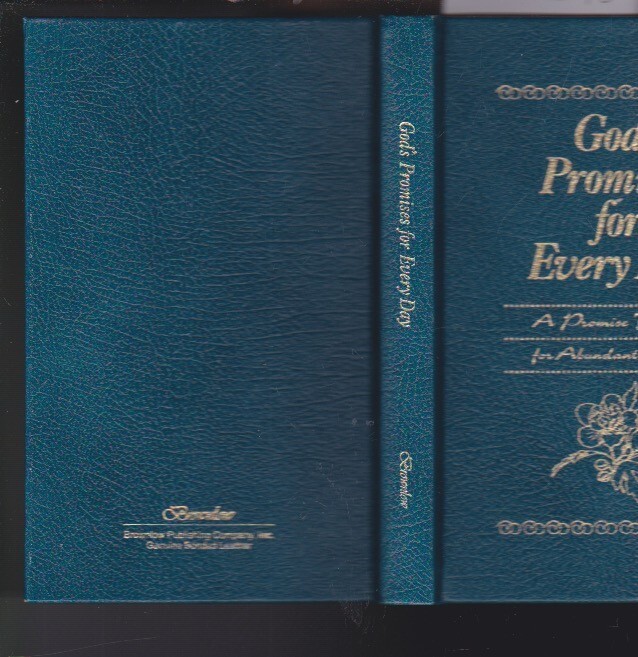 Brownlow
Brownlow Publishing Company, Inc.
Genuine Bonded Leather
God's Promises for Every Day
Brownlow
God
Promi
for
Every
A Promise
for Abundant